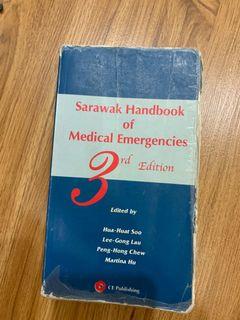 Sarawak Handbook
of
Medical Emergencies
3rd Edition
Edited by
Hua-Huat Soo
Lee-Gong Lau
Peng-Hong Chew
Martina Hu
CE Publishing